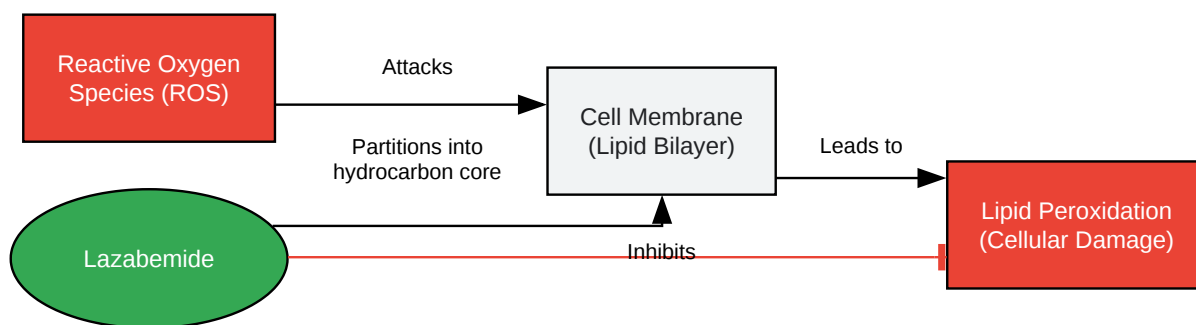 Reactive Oxygen
Species (ROS)
Attacks
Cell Membrane
(Lipid Bilayer)
Partitions into
hydrocarbon core
Leads to
Lipid Peroxidation
(Cellular Damage)
Lazabemide
Inhibits